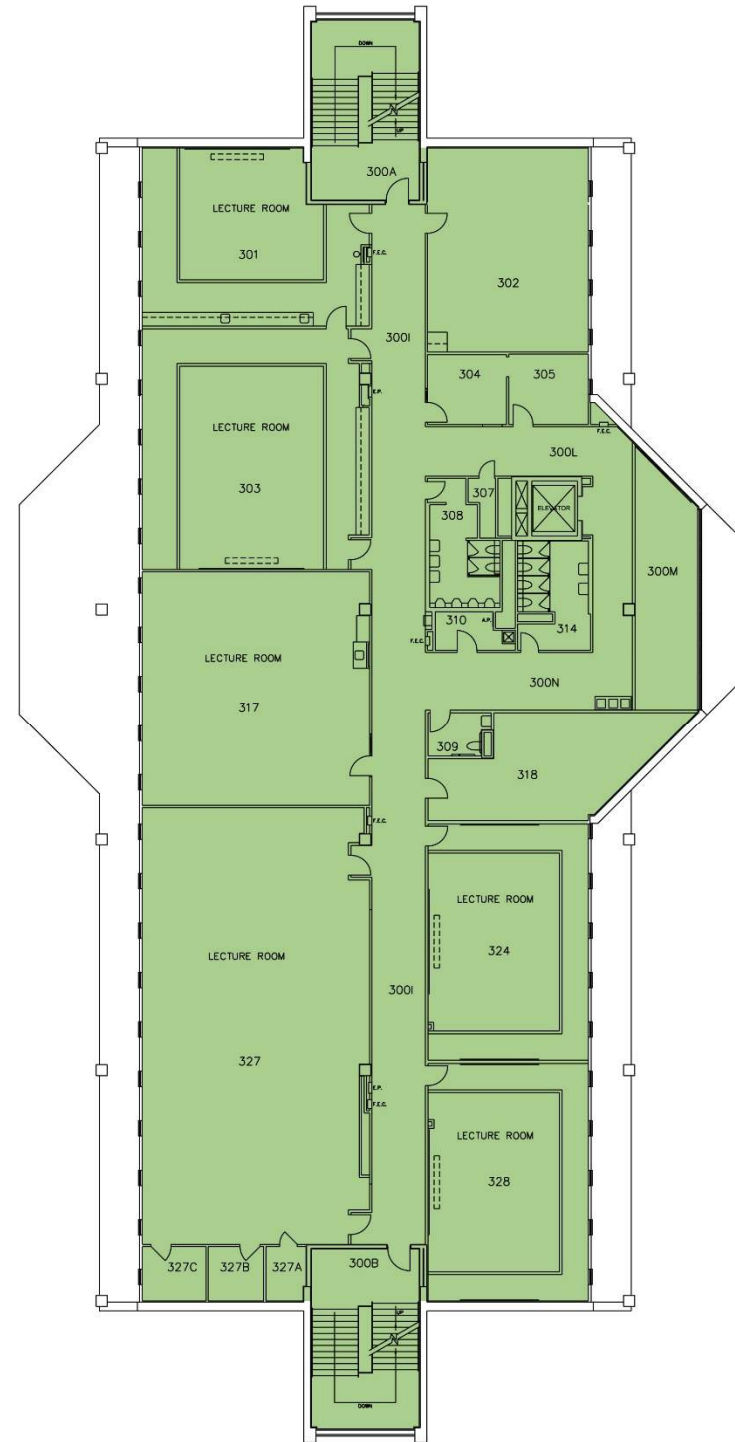 DOWN
UP
300A
LECTURE ROOM
301
F.E.C.
302
300I
304
305
E.P.
F.E.C.
LECTURE ROOM
303
300L
307
308
ELEVATOR
300M
310
A.P.
314
F.E.C.
LECTURE ROOM
317
300N
309
318
F.E.C.
LECTURE ROOM
324
LECTURE ROOM
327
300I
E.P.
F.E.C.
LECTURE ROOM
328
327C
327B
327A
300B
UP
DOWN